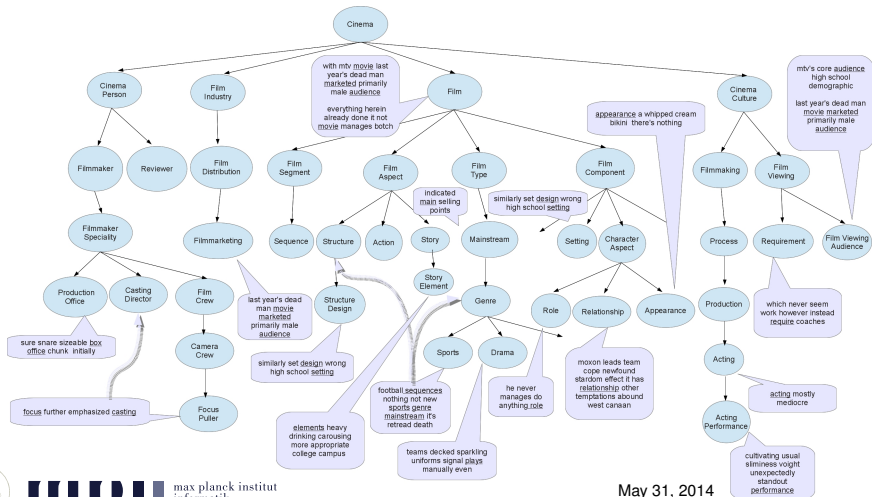 Cinema
Cinema
Person
Film
Industry
with mtv movie last
year's dead man
marketed primarily
male audience
everything herein
already done it not
movie manages botch
Film
Cinema
Culture
mtv's core audience
high school
demographic
last year's dead man
movie marketed
primarily male
audience
appearance a whipped cream
bikini there's nothing
Filmmaker
Reviewer
Film
Distribution
Film
Segment
Film
Aspect
Film
Type
Film
Component
Filmmaking
Film
Viewing
indicated
main selling
points
similarly set design wrong
high school setting
Filmmaker
Speciality
Filmmarketing
Sequence
Structure
Action
Story
Mainstream
Setting
Character
Aspect
Process
Requirement
Film Viewing
Audience
Production
Office
Casting
Director
Film
Crew
last year's dead
man movie
marketed
primarily male
audience
Structure
Design
Story
Element
Genre
Role
Relationship
Appearance
Production
which never seem
work however instead
require coaches
sure snare sizeable box
office chunk initially
Camera
Crew
similarly set design wrong
high school setting
Sports
Drama
Acting
focus further emphasized casting
Focus
Puller
elements heavy
drinking carousing
more appropriate
college campus
football sequences
nothing not new
sports genre
mainstream it's
retread death
teams decked sparkling
uniforms signal plays
manually even
he never
manages do
anything role
moxon leads team
cope newfound
stardom effect it has
relationship other
temptations abound
west canaan
acting mostly
mediocre
Acting
Performance
cultivating usual
sliminess voight
unexpectedly
standout
performance
max planck institut
May 31, 2014